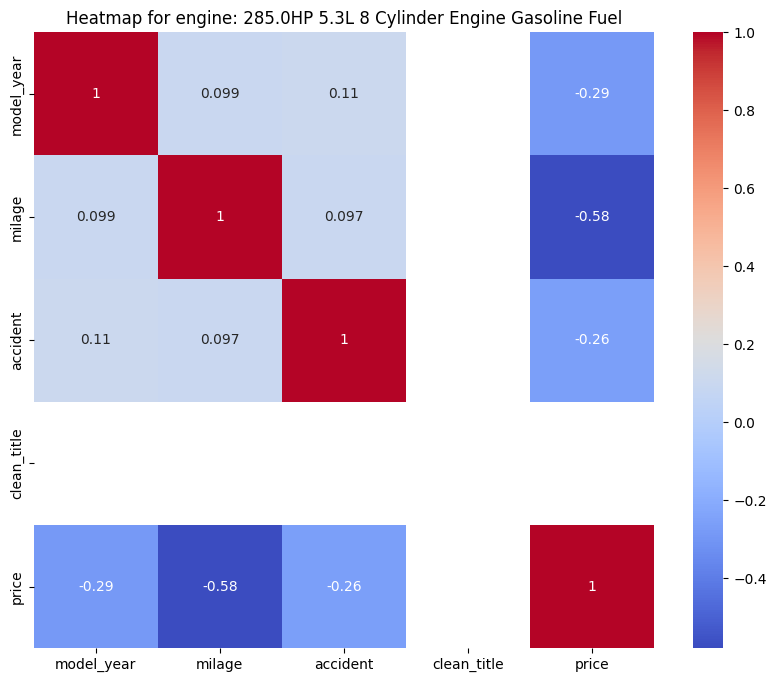 Heatmap for engine: 285.0HP 5.3L 8 Cylinder Engine Gasoline Fuel
model_year
1
0.099
0.11
-0.29
milage
0.099
1
0.097
-0.58
accident
0.11
0.097
1
-0.26
clean_title
price
-0.29
-0.58
-0.26
1
model_year
milage
accident
clean_title
price
1.0
0.8
0.6
0.4
0.2
0.0
−0.2
−0.4